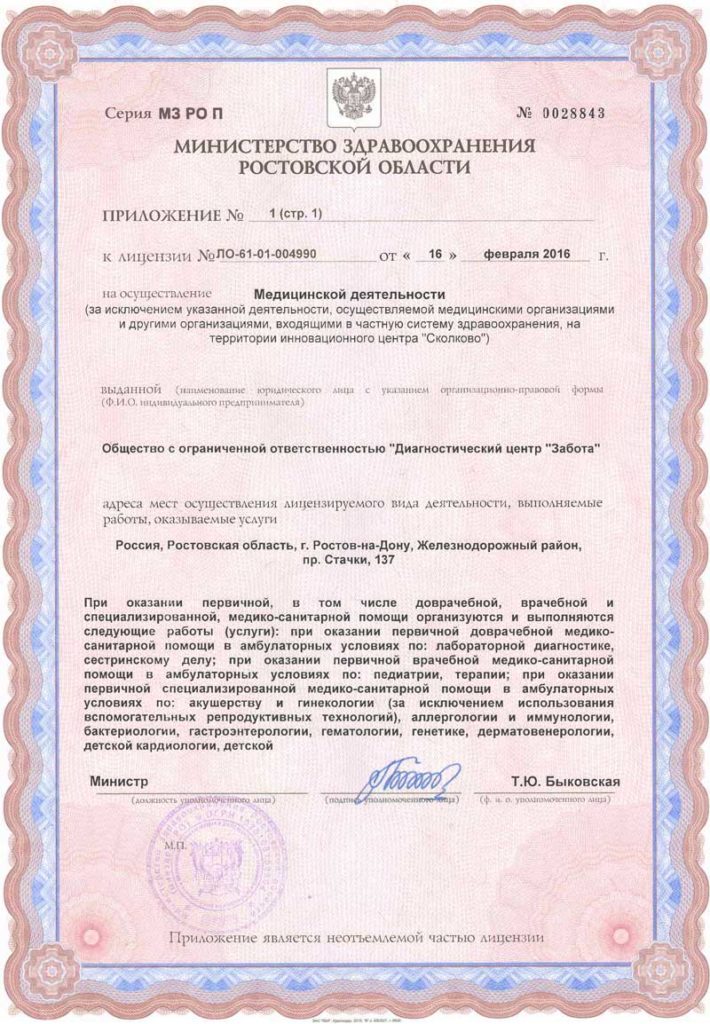 Серия МЗ РО П № 0028843
МИНИСТЕРСТВО ЗДРАВООХРАНЕНИЯ
РОСТОВСКОЙ ОБЛАСТИ
ПРИЛОЖЕНИЕ № 1 (стр. 1)
к лицензии № ЛО-61-01-004990 от « 16 » февраля 2016 г.
на осуществление Медицинской деятельности
(за исключением указанной деятельности, осуществляемой медицинскими организациями
и другими организациями, входящими в частную систему здравоохранения, на
территории инновационного центра "Сколково")
выданной (наименование юридического лица с указанием организационно-правовой формы
(Ф.И.О. индивидуального предпринимателя)
Общество с ограниченной ответственностью "Диагностический центр "Забота"
адреса мест осуществления лицензируемого вида деятельности, выполняемые
работы, оказываемые услуги
Россия, Ростовская область, г. Ростов-на-Дону, Железнодорожный район,
пр. Стачки, 137
При оказании первичной, в том числе доврачебной, врачебной и
специализированной, медико-санитарной помощи организуются и выполняются
следующие работы (услуги): при оказании первичной доврачебной медико-
санитарной помощи в амбулаторных условиях по: лабораторной диагностике,
сестринскому делу; при оказании первичной врачебной медико-санитарной
помощи в амбулаторных условиях по: педиатрии, терапии; при оказании
первичной специализированной медико-санитарной помощи в амбулаторных
условиях по: акушерству и гинекологии (за исключением использования
вспомогательных репродуктивных технологий), аллергологии и иммунологии,
бактериологии, гастроэнтерологии, гематологии, генетике, дерматовенерологии,
детской кардиологии, детской
Министр Т.Ю. Быковская
(должность уполномоченного лица) (подпись уполномоченного лица) (ф. и. о. уполномоченного лица)
М.П.
Приложение является неотъемлемой частью лицензии